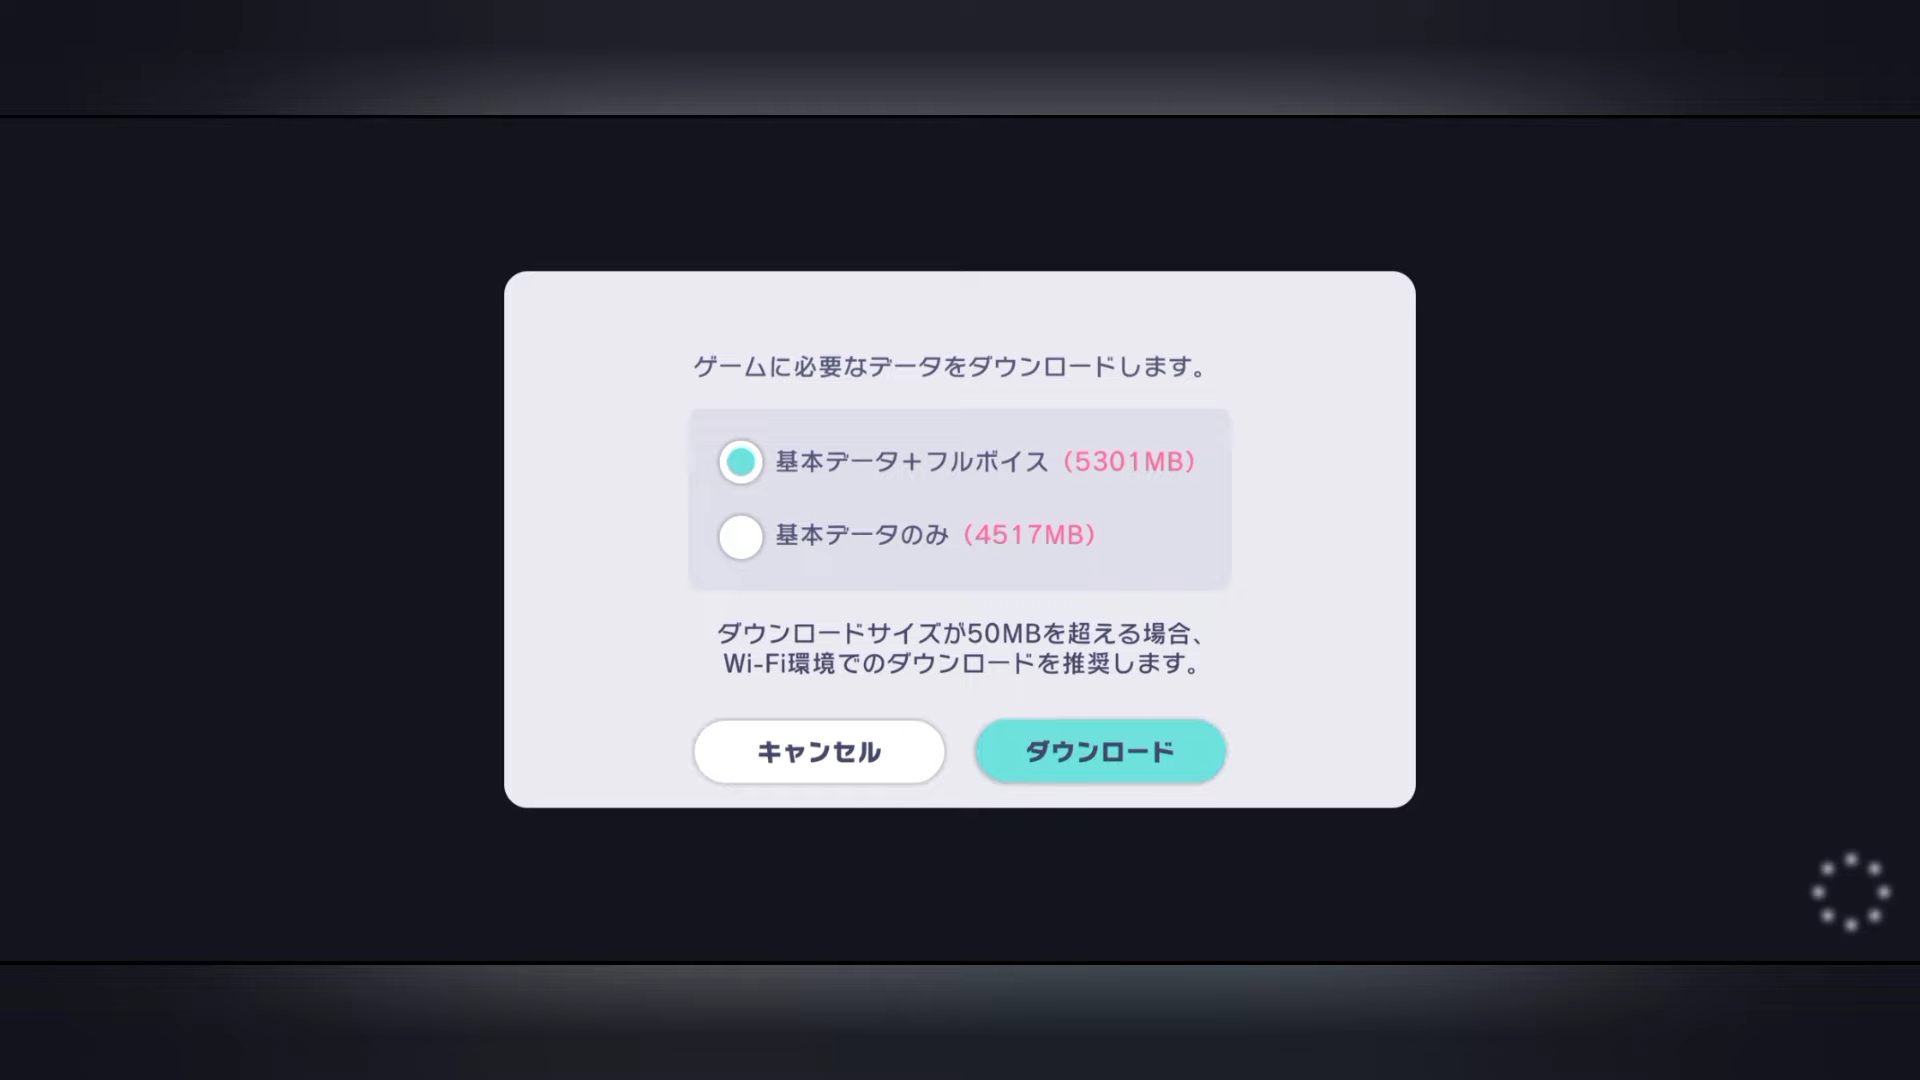 ゲームに必要なデータをダウンロードします。
基本データ＋フルボイス（5301MB）
基本データのみ（4517MB）
ダウンロードサイズが50MBを超える場合、
Wi-Fi環境でのダウンロードを推奨します。
キャンセル
ダウンロード